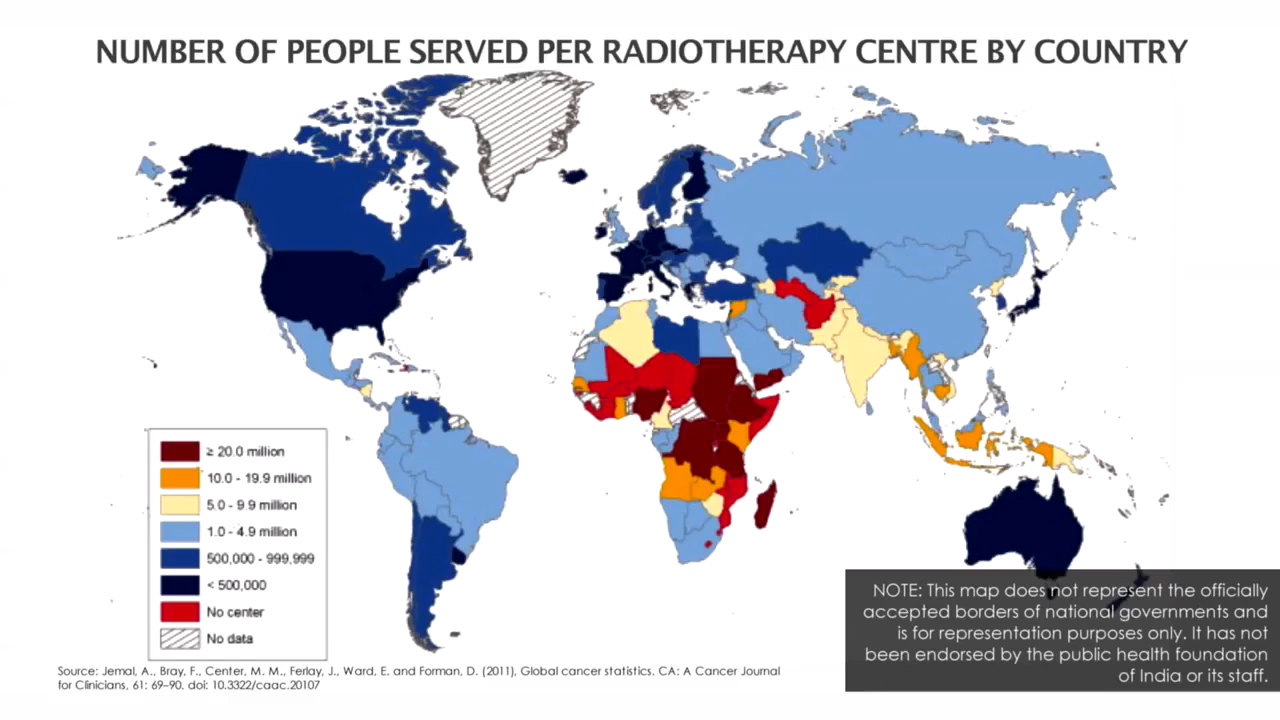 NUMBER OF PEOPLE SERVED PER RADIOTHERAPY CENTRE BY COUNTRY
≥ 20.0 million
10.0 - 19.9 million
5.0 - 9.9 million
1.0 - 4.9 million
500,000 - 999,999
< 500,000
No center
No data
NOTE: This map does not represent the officially
accepted borders of national governments and
is for representation purposes only. It has not
been endorsed by the public health foundation
of India or its staff.
Source: Jemal, A., Bray, F., Center, M. M., Ferlay, J., Ward, E. and Forman, D. (2011), Global cancer statistics. CA: A Cancer Journal
for Clinicians, 61: 69–90. doi: 10.3322/caac.20107